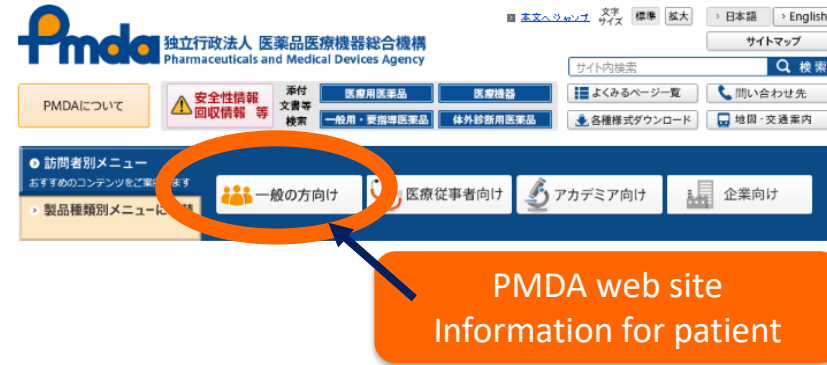 本文へジャンプ 文字サイズ 標準 拡大 › 日本語 › English
Pmda 独立行政法人 医薬品医療機器総合機構
Pharmaceuticals and Medical Devices Agency
サイトマップ
サイト内検索 検索
PMDAについて
安全性情報
回収情報 等
添付
文書等
検索
医療用医薬品 医療機器
一般用・要指導医薬品 体外診断用医薬品
よくみるページ一覧 問い合わせ先
各種様式ダウンロード 地図・交通案内
訪問者別メニュー
おすすめのコンテンツをご案 ます
› 製品種類別メニューに
一般の方向け 医療従事者向け アカデミア向け 企業向け
PMDA web site
Information for patient